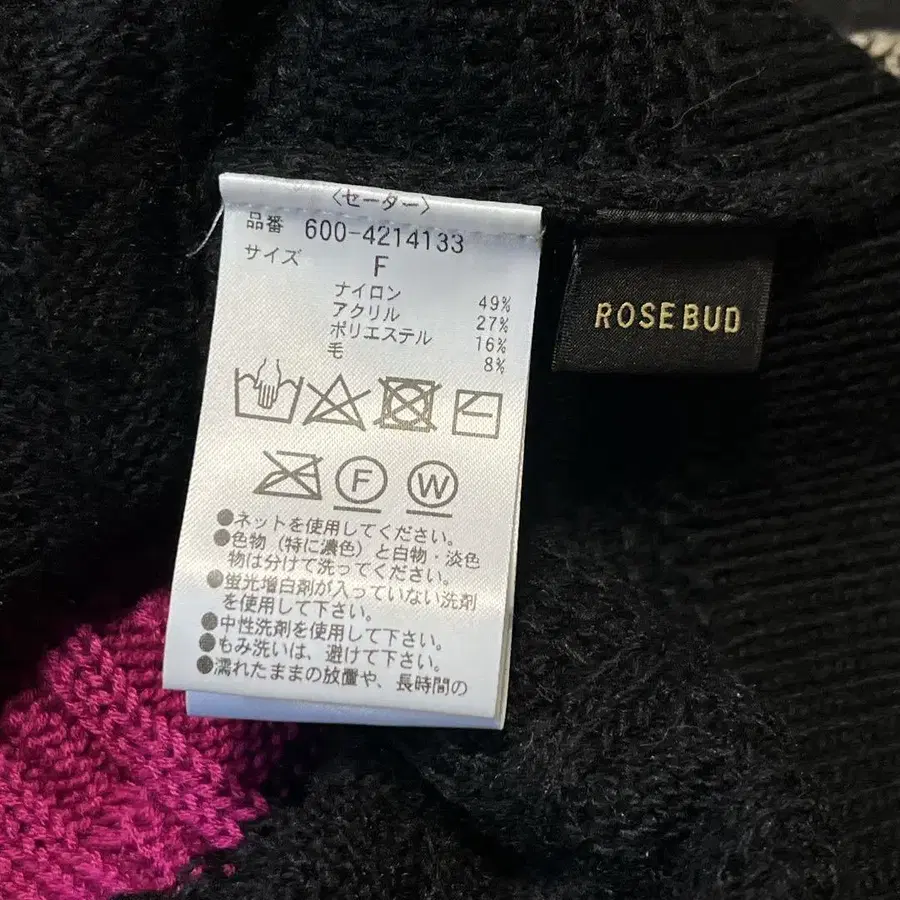 〈セーター〉
品番 600-4214133
サイズ F
ナイロン 49%
アクリル 27%
ポリエステル 16%
毛 8%
F W
●ネットを使用してください。
●色物（特に濃色）と白物・淡色
物は分けて洗ってください。
●蛍光増白剤が入っていない洗剤
を使用して下さい。
●中性洗剤を使用して下さい。
●もみ洗いは、避けて下さい。
●濡れたままの放置や、長時間の
ROSEBUD